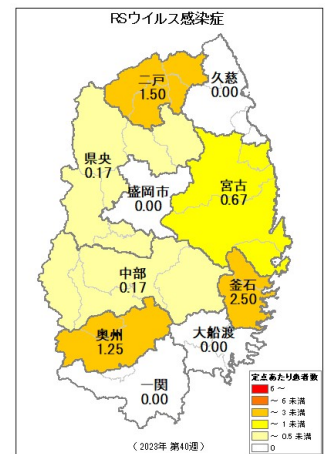 RSウイルス感染症
二戸
1.50
久慈
0.00
県央
0.17
盛岡市
0.00
宮古
0.67
中部
0.17
釜石
2.50
奥州
1.25
大船渡
0.00
一関
0.00
定点あたり患者数
6～
～ 6 未満
～ 3 未満
～ 1 未満
～ 0.5 未満
0
（2023年 第40週）